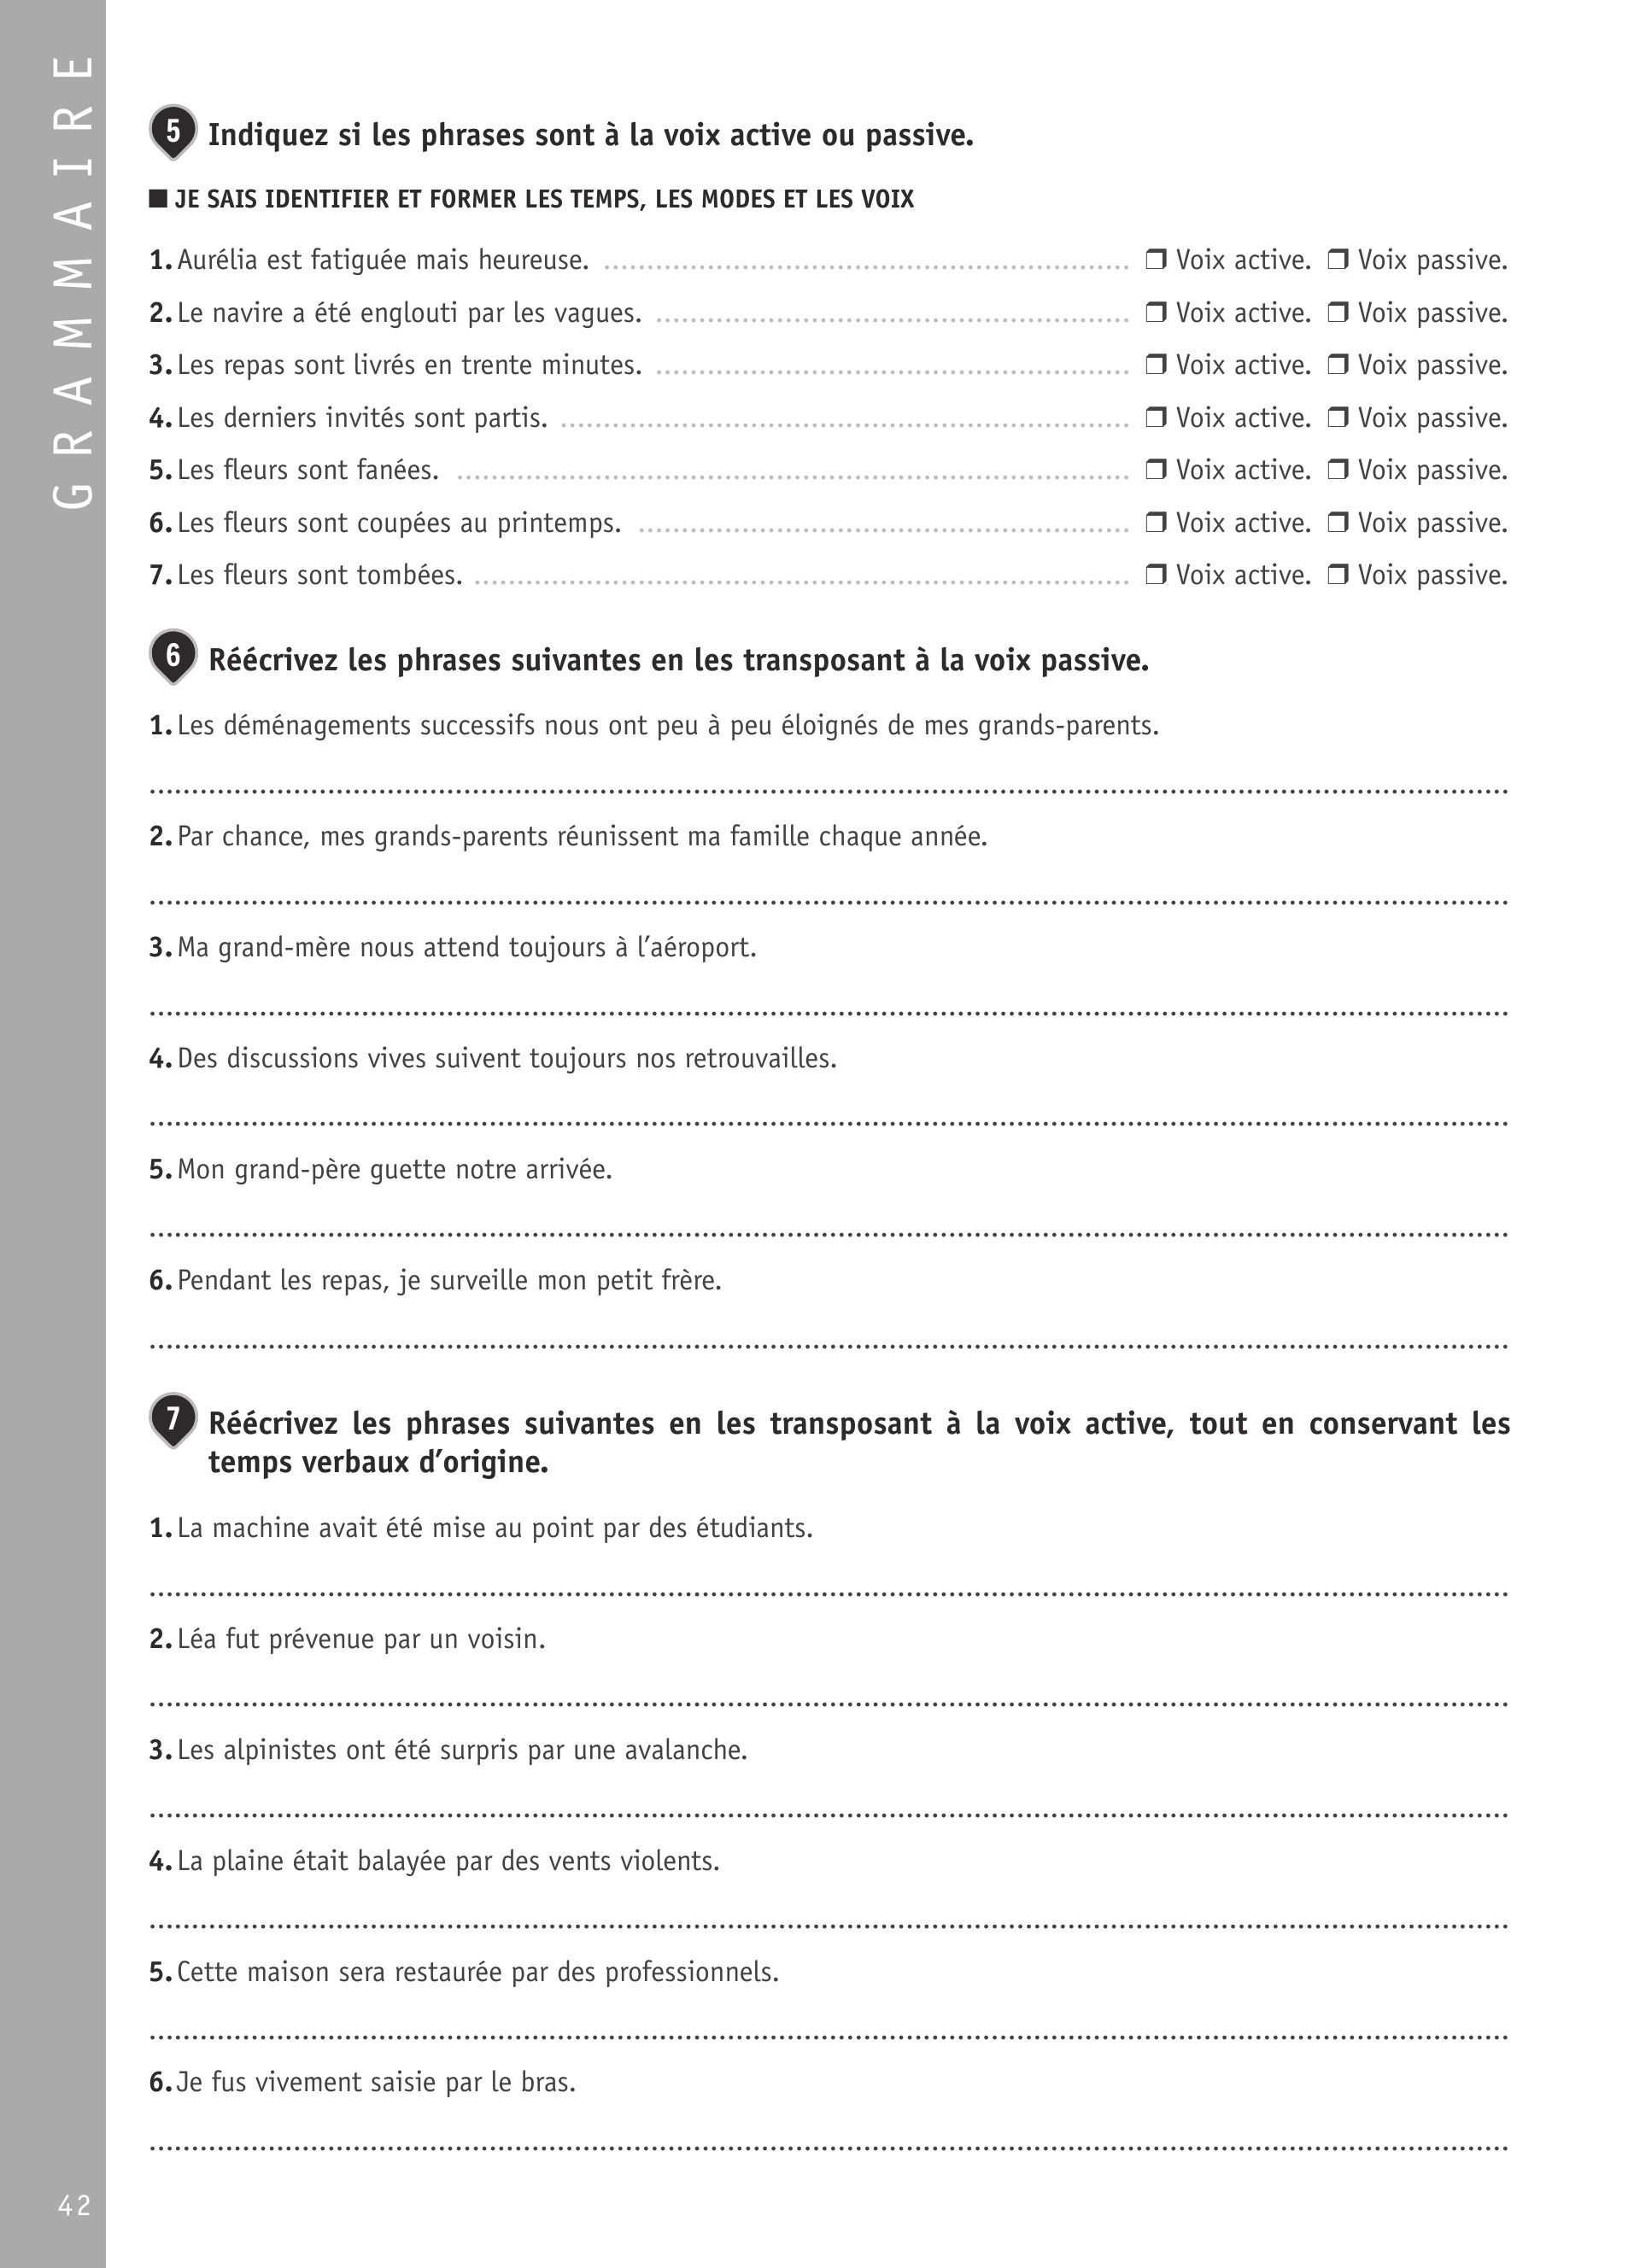 GRAMMAIRE
5 Indiquez si les phrases sont à la voix active ou passive.
■ JE SAIS IDENTIFIER ET FORMER LES TEMPS, LES MODES ET LES VOIX
1. Aurélia est fatiguée mais heureuse. ............................................................ ❐ Voix active. ❐ Voix passive.
2. Le navire a été englouti par les vagues. ............................................................ ❐ Voix active. ❐ Voix passive.
3. Les repas sont livrés en trente minutes. ............................................................ ❐ Voix active. ❐ Voix passive.
4. Les derniers invités sont partis. ............................................................ ❐ Voix active. ❐ Voix passive.
5. Les fleurs sont fanées. ............................................................ ❐ Voix active. ❐ Voix passive.
6. Les fleurs sont coupées au printemps. ............................................................ ❐ Voix active. ❐ Voix passive.
7. Les fleurs sont tombées. ............................................................ ❐ Voix active. ❐ Voix passive.
6 Réécrivez les phrases suivantes en les transposant à la voix passive.
1. Les déménagements successifs nous ont peu à peu éloignés de mes grands-parents.
2. Par chance, mes grands-parents réunissent ma famille chaque année.
3. Ma grand-mère nous attend toujours à l’aéroport.
4. Des discussions vives suivent toujours nos retrouvailles.
5. Mon grand-père guette notre arrivée.
6. Pendant les repas, je surveille mon petit frère.
7 Réécrivez les phrases suivantes en les transposant à la voix active, tout en conservant les
temps verbaux d’origine.
1. La machine avait été mise au point par des étudiants.
2. Léa fut prévenue par un voisin.
3. Les alpinistes ont été surpris par une avalanche.
4. La plaine était balayée par des vents violents.
5. Cette maison sera restaurée par des professionnels.
6. Je fus vivement saisie par le bras.
42